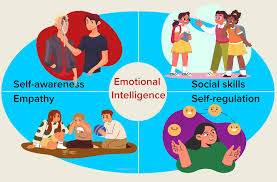 Self-awareness
Social skills
Emotional
Intelligence
Empathy
Self-regulation